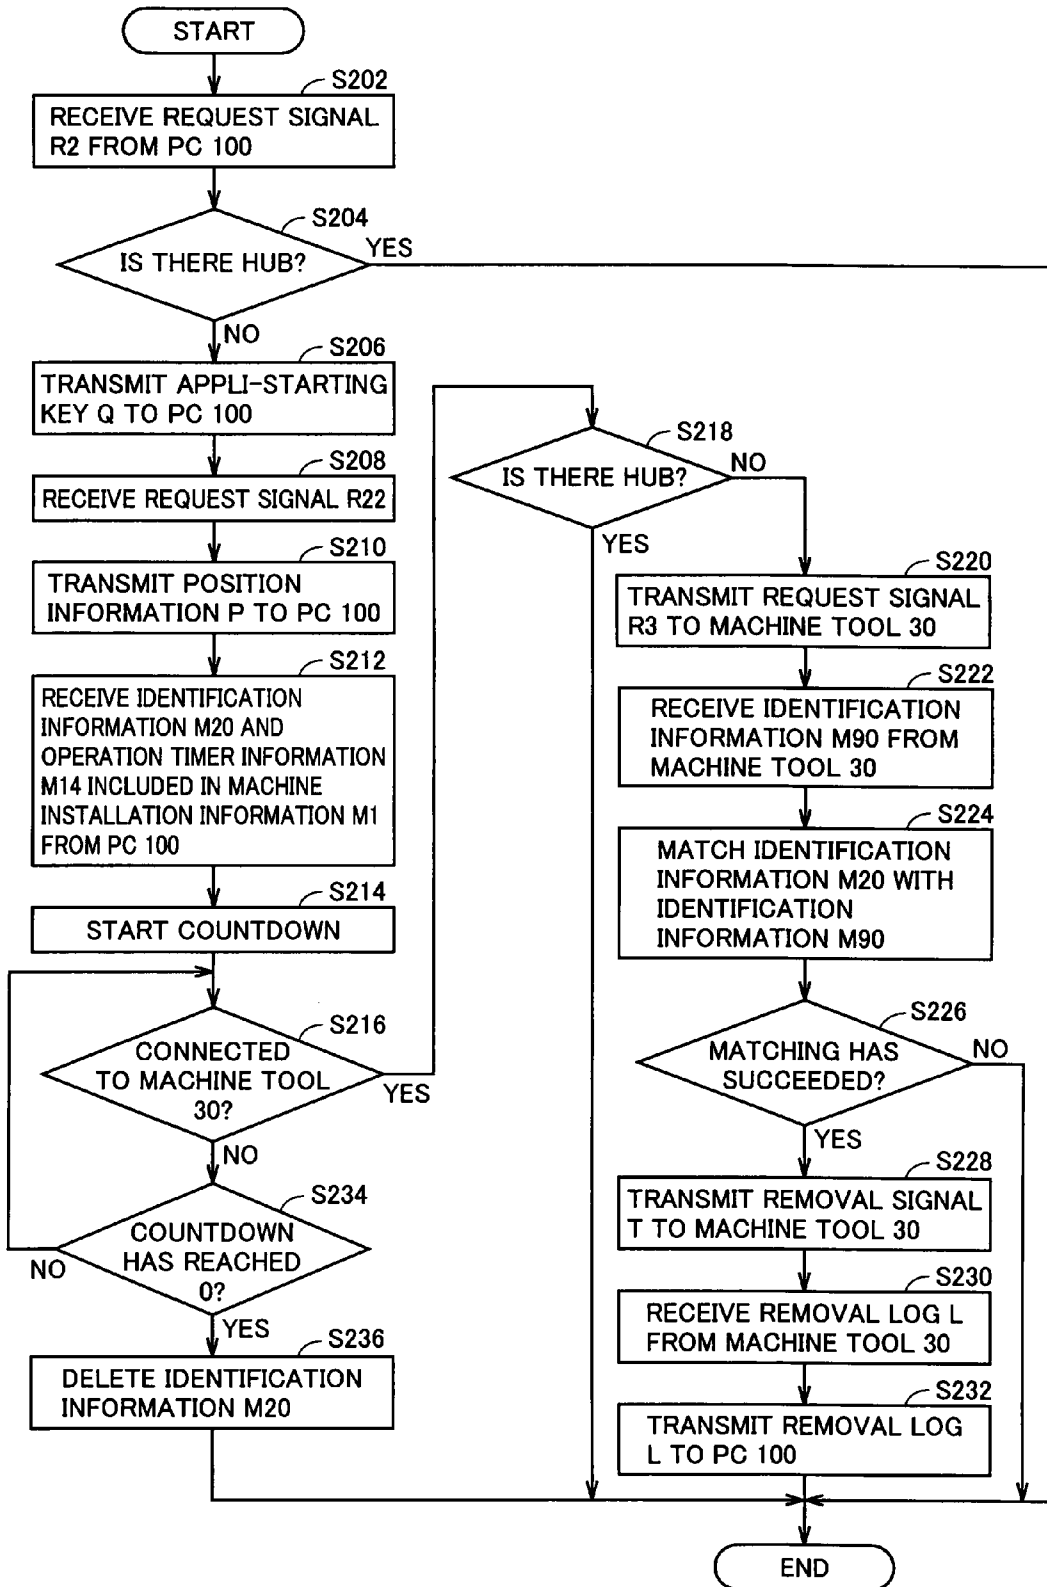 START
S202
RECEIVE REQUEST SIGNAL
R2 FROM PC 100
S204
IS THERE HUB?
YES
NO
S206
TRANSMIT APPLI-STARTING
KEY Q TO PC 100
S208
RECEIVE REQUEST SIGNAL R22
S210
TRANSMIT POSITION
INFORMATION P TO PC 100
S212
RECEIVE IDENTIFICATION
INFORMATION M20 AND
OPERATION TIMER INFORMATION
M14 INCLUDED IN MACHINE
INSTALLATION INFORMATION M1
FROM PC 100
S214
START COUNTDOWN
S216
CONNECTED
TO MACHINE TOOL
30?
YES
NO
S234
COUNTDOWN
HAS REACHED
0?
NO
YES
S236
DELETE IDENTIFICATION
INFORMATION M20
S218
IS THERE HUB?
NO
YES
S220
TRANSMIT REQUEST SIGNAL
R3 TO MACHINE TOOL 30
S222
RECEIVE IDENTIFICATION
INFORMATION M90 FROM
MACHINE TOOL 30
S224
MATCH IDENTIFICATION
INFORMATION M20 WITH
IDENTIFICATION
INFORMATION M90
S226
MATCHING HAS
SUCCEEDED?
NO
YES
S228
TRANSMIT REMOVAL SIGNAL
T TO MACHINE TOOL 30
S230
RECEIVE REMOVAL LOG L
FROM MACHINE TOOL 30
S232
TRANSMIT REMOVAL LOG
L TO PC 100
END